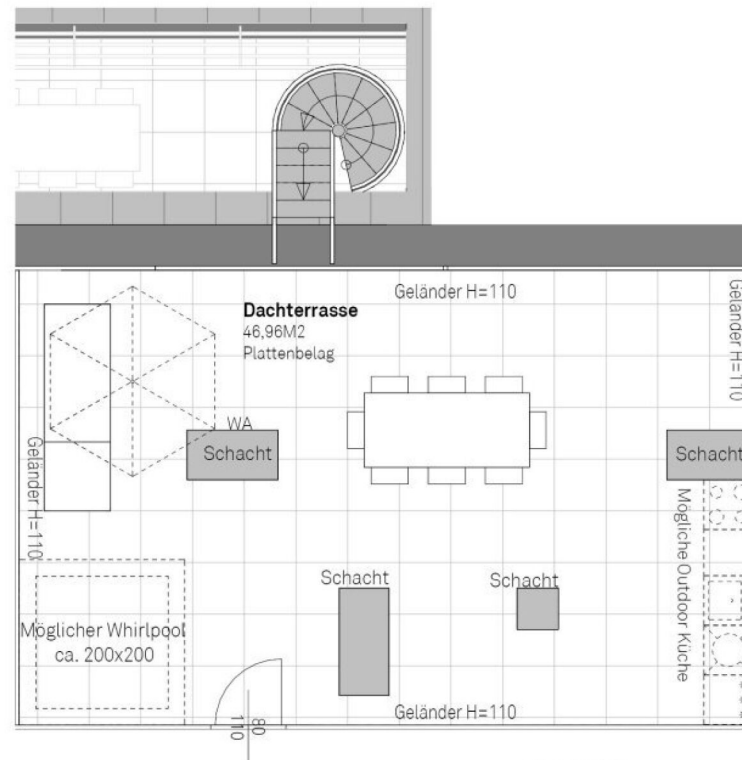 Geländer H=110
Dachterrasse
46,96M2
Plattenbelag
Geländer H=110
WA
Schacht
Schacht
Geländer H=110
Mögliche Outdoor Küche
Schacht
Schacht
Möglicher Whirlpool
ca. 200x200
Geländer H=110
80
110